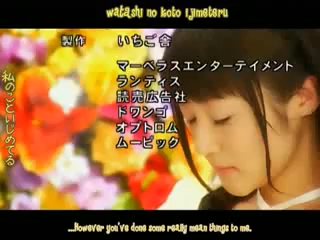 watashi no koto ijimeteru
製作 いちご舎
マーベラスエンターテイメント
ランティス
読売広告社
ドワンゴ
オプトロム
ムービック
私のこといじめてる
...However you've done some really mean things to me.